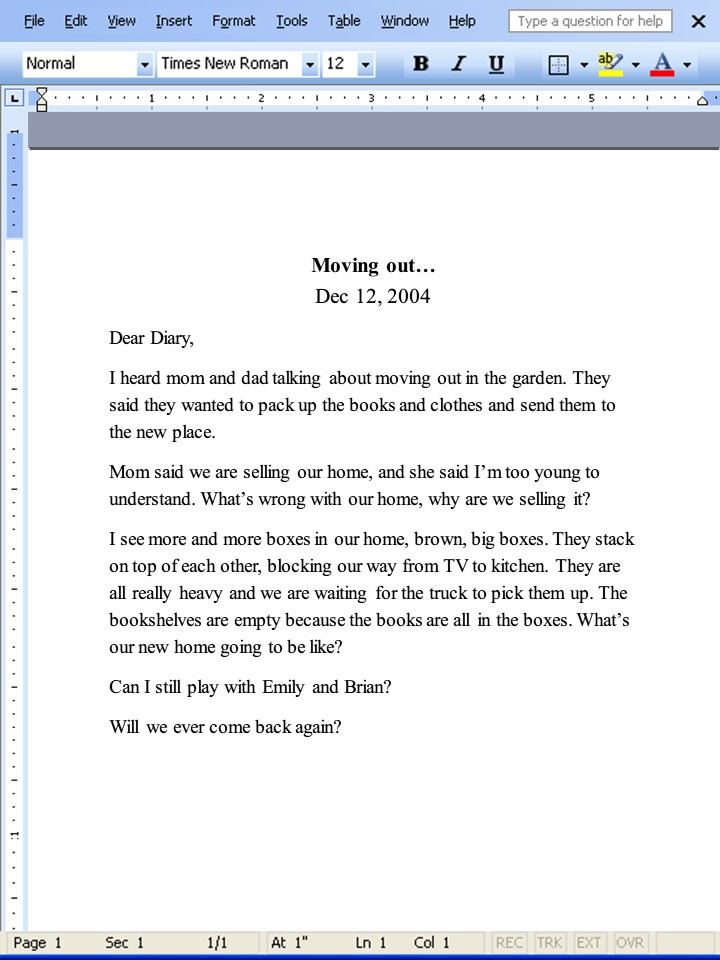 File Edit View Insert Format Tools Table Window Help Type a question for help
Normal Times New Roman 12 B I U ab A
L 1 2 3 4 5
1
Moving out…
Dec 12, 2004
Dear Diary,
I heard mom and dad talking about moving out in the garden. They
said they wanted to pack up the books and clothes and send them to
the new place.
Mom said we are selling our home, and she said I’m too young to
understand. What’s wrong with our home, why are we selling it?
I see more and more boxes in our home, brown, big boxes. They stack
on top of each other, blocking our way from TV to kitchen. They are
all really heavy and we are waiting for the truck to pick them up. The
bookshelves are empty because the books are all in the boxes. What’s
our new home going to be like?
Can I still play with Emily and Brian?
Will we ever come back again?
1
Page 1 Sec 1 1/1 At 1" Ln 1 Col 1 REC TRK EXT OVR